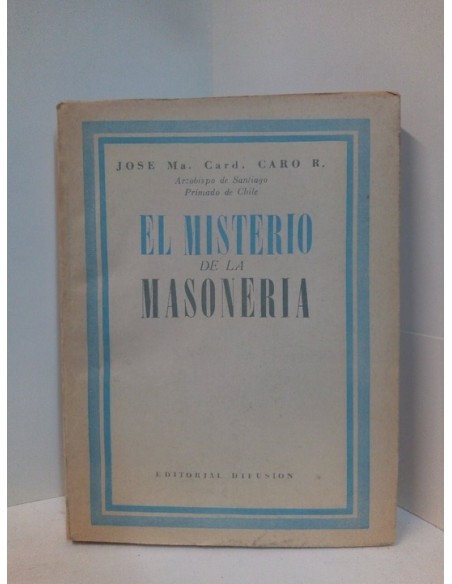 JOSE Ma. Card. CARO R.
Arzobispo de Santiago
Primado de Chile
EL MISTERIO
DE LA
MASONERIA
EDITORIAL DIFUSION